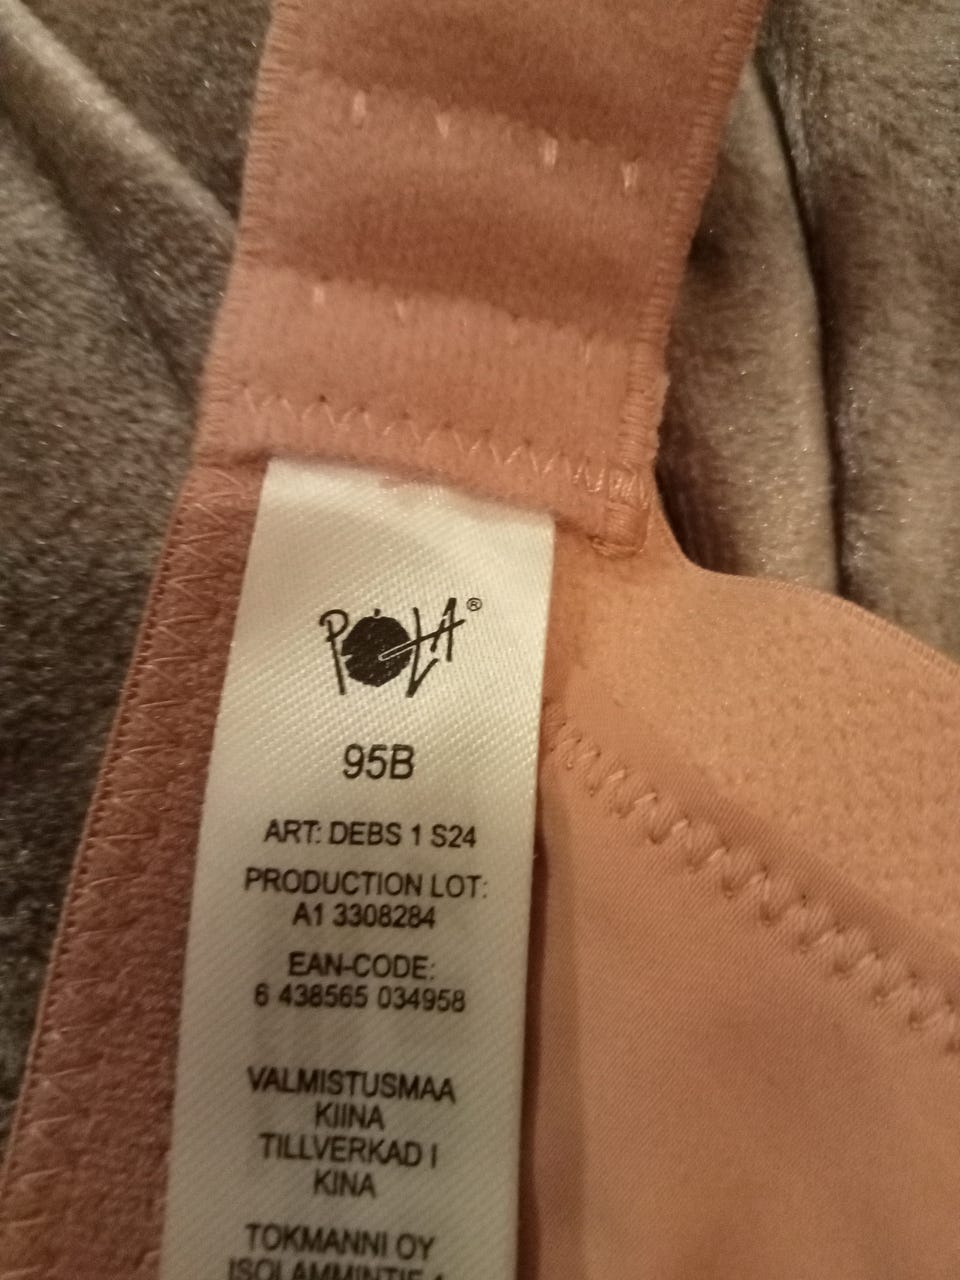 POLA®
95B
ART: DEBS 1 S24
PRODUCTION LOT:
A1 3308284
EAN-CODE:
6 438565 034958
VALMISTUSMAA
KIINA
TILLVERKAD I
KINA
TOKMANNI OY
ISOLAMMINTIE